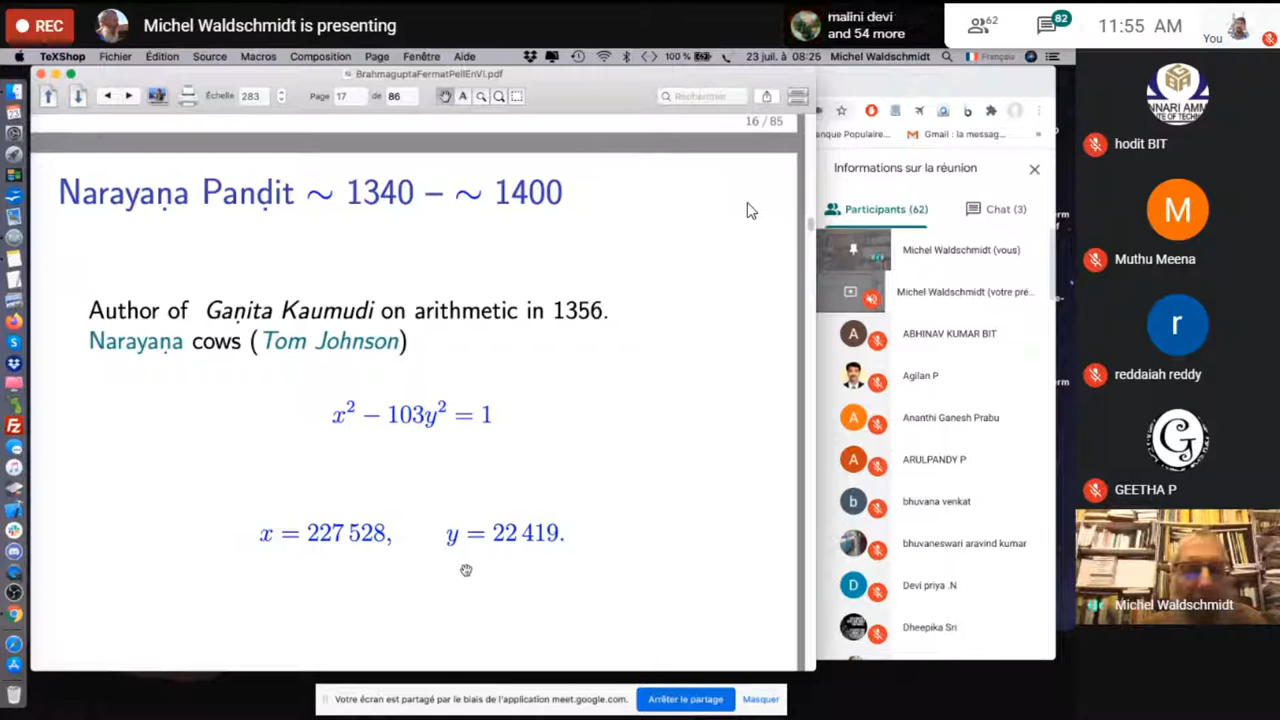 REC
Michel Waldschmidt is presenting
malini devi
and 54 more
62
82
11:55 AM
You
TeXShop Fichier Édition Source Macros Composition Page Fenêtre Aide 100 % 23 juil. à 08:25 Michel Waldschmidt Français
BrahmaguptaFermatPellEnVI.pdf
Échelle 283 Page 17 de 86 Rechercher
16 / 85
Narayaṇa Paṇḍit ∼ 1340 – ∼ 1400
Author of Gaṇita Kaumudi on arithmetic in 1356.
Narayaṇa cows (Tom Johnson)
x² − 103y² = 1
x = 227 528, y = 22 419.
anque Populaire... Gmail : la messag... »
Informations sur la réunion
Participants (62) Chat (3)
Michel Waldschmidt (vous)
Michel Waldschmidt (votre pré...
A ABHINAV KUMAR BIT
Agilan P
A Ananthi Ganesh Prabu
A ARULPANDY P
b bhuvana venkat
bhuvaneswari aravind kumar
D Devi priya .N
Dheepika Sri
NNARI AMM
hodit BIT
M
Muthu Meena
r
reddaiah reddy
G
GEETHA P
Michel Waldschmidt
Votre écran est partagé par le biais de l'application meet.google.com. Arrêter le partage Masquer